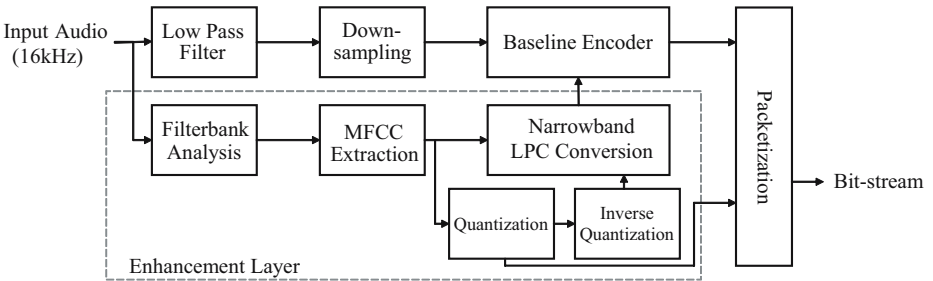 Input Audio
(16kHz)
Low Pass
Filter
Down-
sampling
Baseline Encoder
Filterbank
Analysis
MFCC
Extraction
Narrowband
LPC Conversion
Quantization
Inverse
Quantization
Enhancement Layer
Packetization
Bit-stream